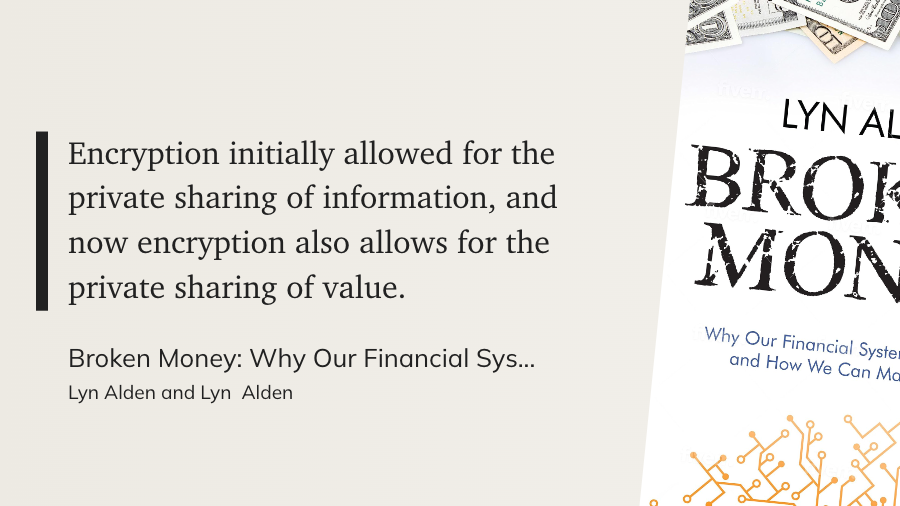 Encryption initially allowed for the
private sharing of information, and
now encryption also allows for the
private sharing of value.
Broken Money: Why Our Financial Sys...
Lyn Alden and Lyn  Alden
LYN AL
BROK
MON
Why Our Financial System
and How We Can Ma